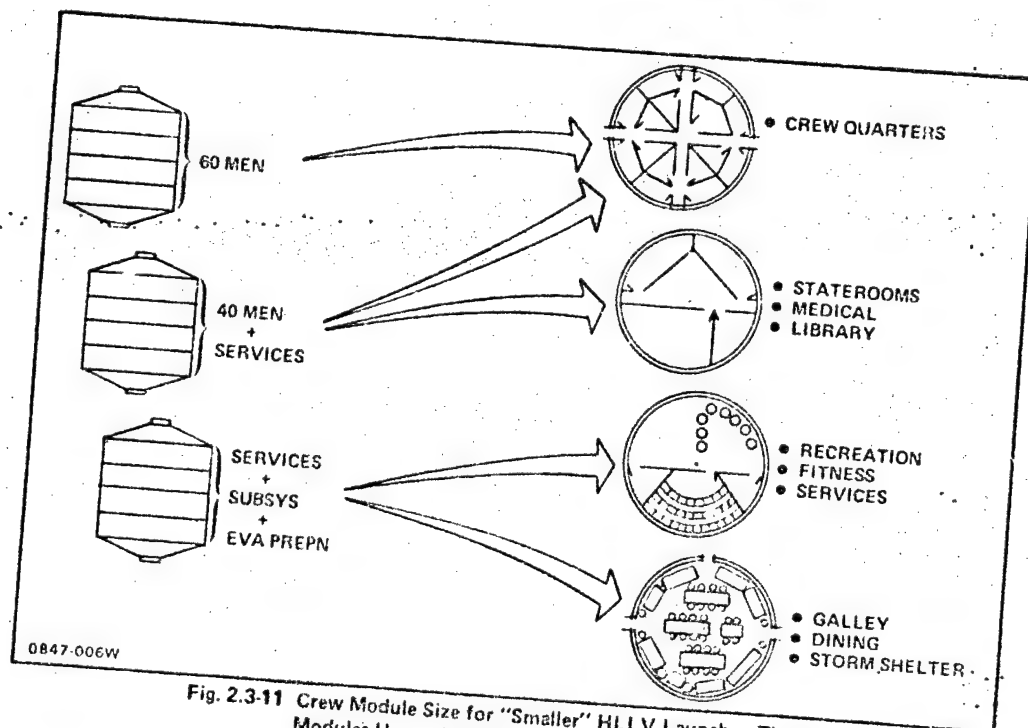 60 MEN
CREW QUARTERS
40 MEN
+
SERVICES
STATEROOMS
MEDICAL
LIBRARY
SERVICES
+
SUBSYS
+
EVA PREPN
RECREATION
FITNESS
SERVICES
GALLEY
DINING
STORM SHELTER
0847-006W
Fig. 2.3-11 Crew Module Size for "Smaller" HLLV Launch
Modules